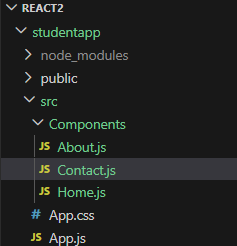 REACT2
studentapp
node_modules
public
src
Components
JS About.js
JS Contact.js
JS Home.js
# App.css
JS App.js